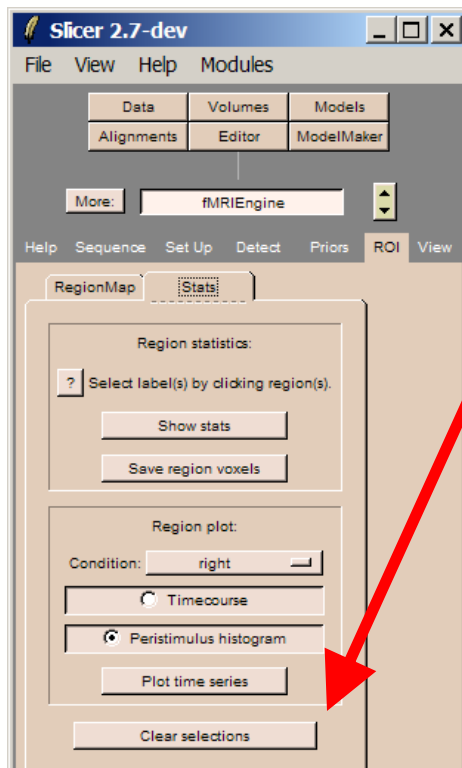 Slicer 2.7-dev
File View Help Modules
Data Volumes Models
Alignments Editor ModelMaker
More: fMRIEngine
Help Sequence Set Up Detect Priors ROI View
RegionMap Stats
Region statistics:
? Select label(s) by clicking region(s).
Show stats
Save region voxels
Region plot:
Condition: right
Timecourse
Peristimulus histogram
Plot time series
Clear selections